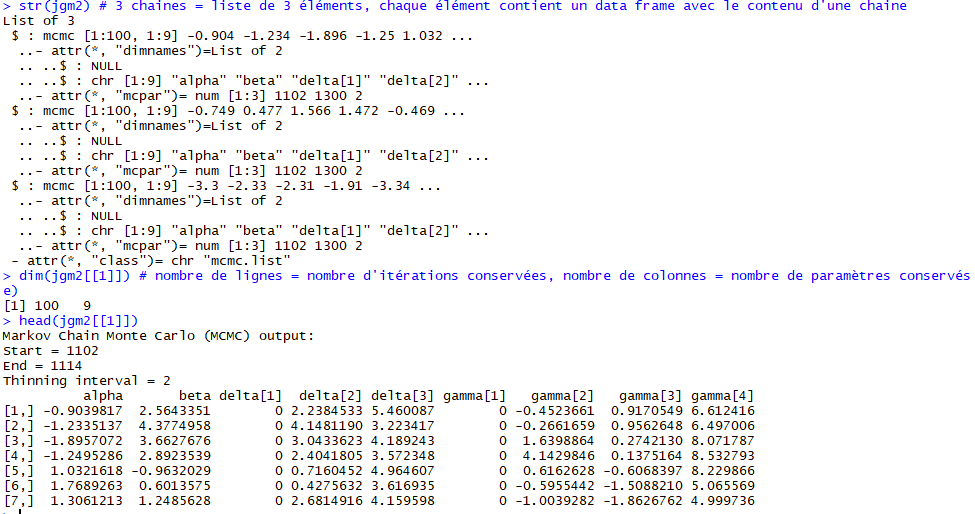 > str(jgm2) # 3 chaines = liste de 3 éléments, chaque élément contient un data frame avec le contenu d'une chaine
List of 3
 $ : mcmc [1:100, 1:9] -0.904 -1.234 -1.896 -1.25 1.032 ...
  ..- attr(*, "dimnames")=List of 2
  .. ..$ : NULL
  .. ..$ : chr [1:9] "alpha" "beta" "delta[1]" "delta[2]" ...
  ..- attr(*, "mcpar")= num [1:3] 1102 1300 2
 $ : mcmc [1:100, 1:9] -0.749 0.477 1.566 1.472 -0.469 ...
  ..- attr(*, "dimnames")=List of 2
  .. ..$ : NULL
  .. ..$ : chr [1:9] "alpha" "beta" "delta[1]" "delta[2]" ...
  ..- attr(*, "mcpar")= num [1:3] 1102 1300 2
 $ : mcmc [1:100, 1:9] -3.3 -2.33 -2.31 -1.91 -3.34 ...
  ..- attr(*, "dimnames")=List of 2
  .. ..$ : NULL
  .. ..$ : chr [1:9] "alpha" "beta" "delta[1]" "delta[2]" ...
  ..- attr(*, "mcpar")= num [1:3] 1102 1300 2
 - attr(*, "class")= chr "mcmc.list"
> dim(jgm2[[1]]) # nombre de lignes = nombre d'itérations conservées, nombre de colonnes = nombre de paramètres conservés
e)
[1] 100   9
> head(jgm2[[1]])
Markov Chain Monte Carlo (MCMC) output:
Start = 1102
End = 1114
Thinning interval = 2
          alpha       beta delta[1]  delta[2] delta[3] gamma[1]   gamma[2]   gamma[3] gamma[4]
[1,] -0.9039817  2.5643351        0 2.2384533 5.460087        0 -0.4523661  0.9170549 6.612416
[2,] -1.2335137  4.3774958        0 4.1481190 3.223417        0 -0.2661659  0.9562648 6.497006
[3,] -1.8957072  3.6627676        0 3.0433623 4.189243        0  1.6398864  0.2742130 8.071787
[4,] -1.2495286  2.8923539        0 2.4041805 3.572348        0  4.1429846  0.1375164 8.532793
[5,]  1.0321618 -0.9632029        0 0.7160452 4.964607        0  0.6162628 -0.6068397 8.229866
[6,]  1.7689263  0.6013575        0 0.4275632 3.616935        0 -0.5955442 -1.5088210 5.065569
[7,]  1.3061213  1.2485628        0 2.6814916 4.159598        0 -1.0039282 -1.8626762 4.999736
>